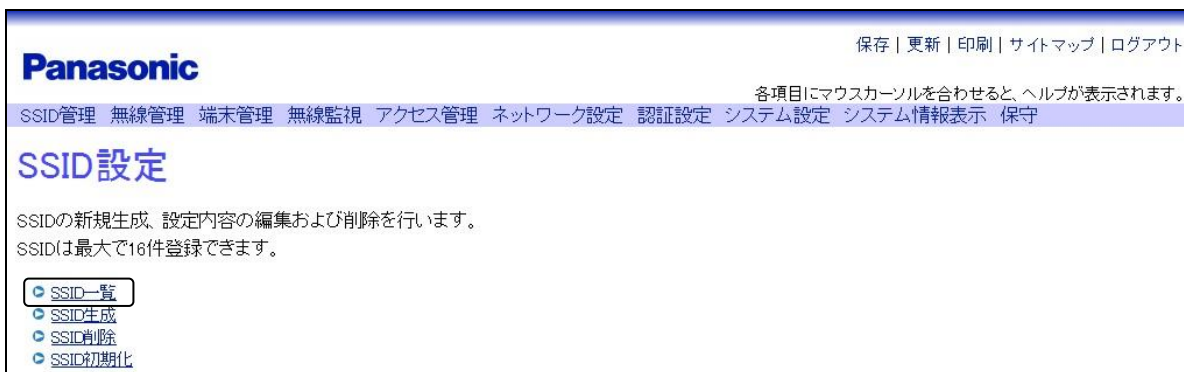 保存 | 更新 | 印刷 | サイトマップ | ログアウト
Panasonic
各項目にマウスカーソルを合わせると、ヘルプが表示されます。
SSID管理 無線管理 端末管理 無線監視 アクセス管理 ネットワーク設定 認証設定 システム設定 システム情報表示 保守
SSID設定
SSIDの新規生成、設定内容の編集および削除を行います。
SSIDは最大で16件登録できます。
SSID一覧
SSID生成
SSID削除
SSID初期化